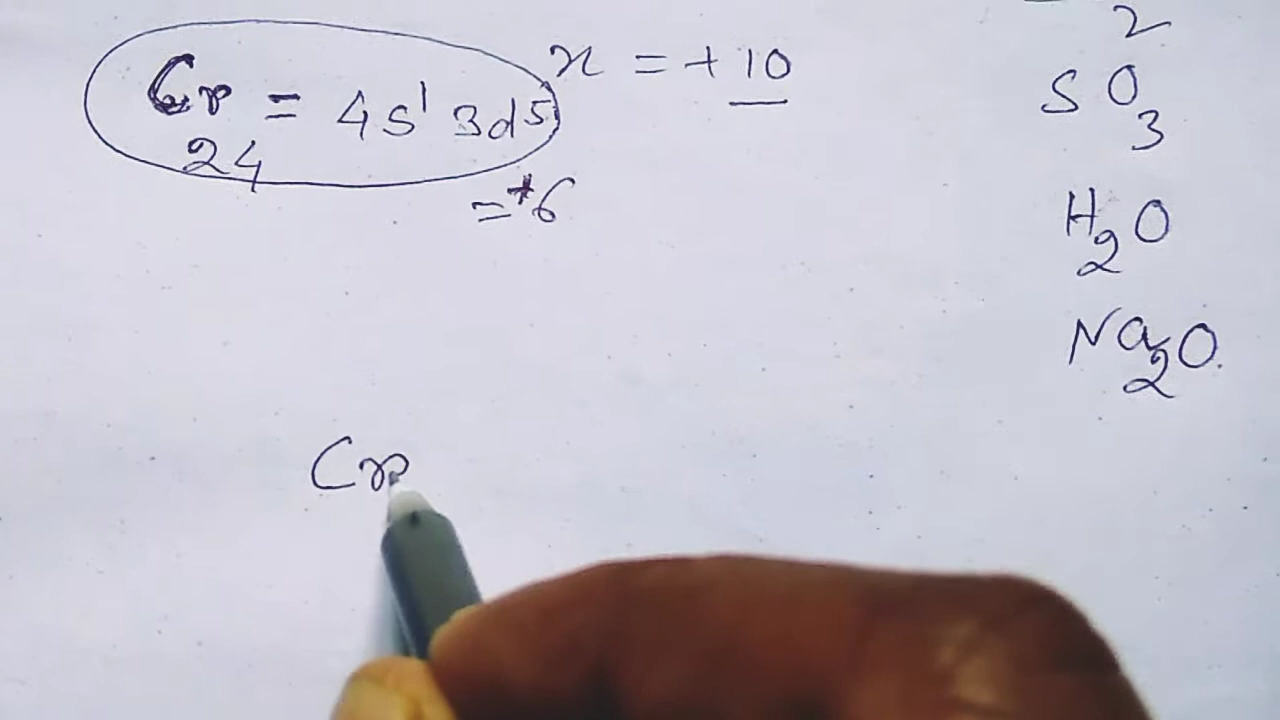 x = +10
Cr = 4s¹ 3d⁵
24
= +6
2
SO₃
H₂O
Na₂O.
Cr